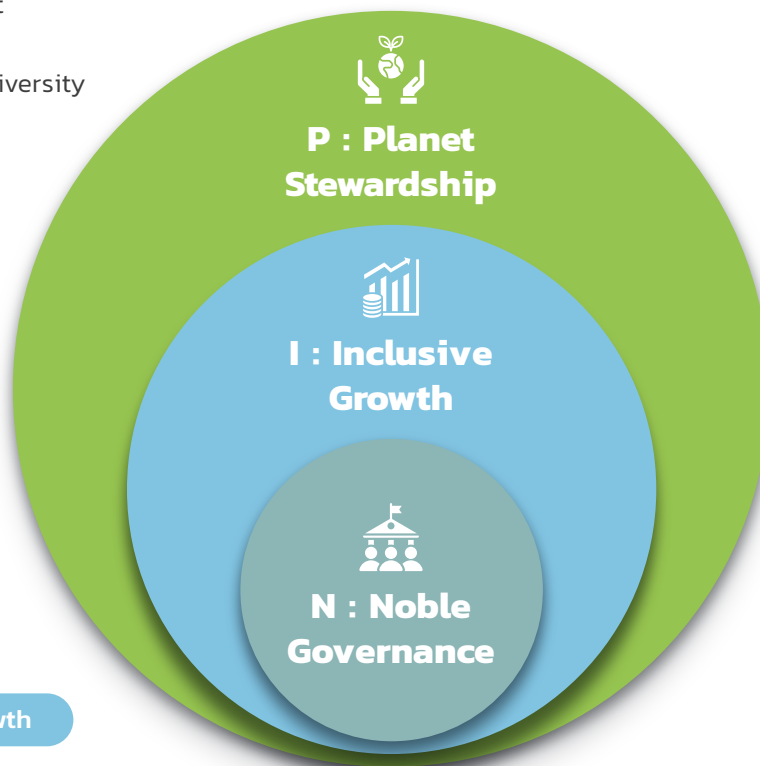 P : Planet
Stewardship
I : Inclusive
Growth
N : Noble
Governance